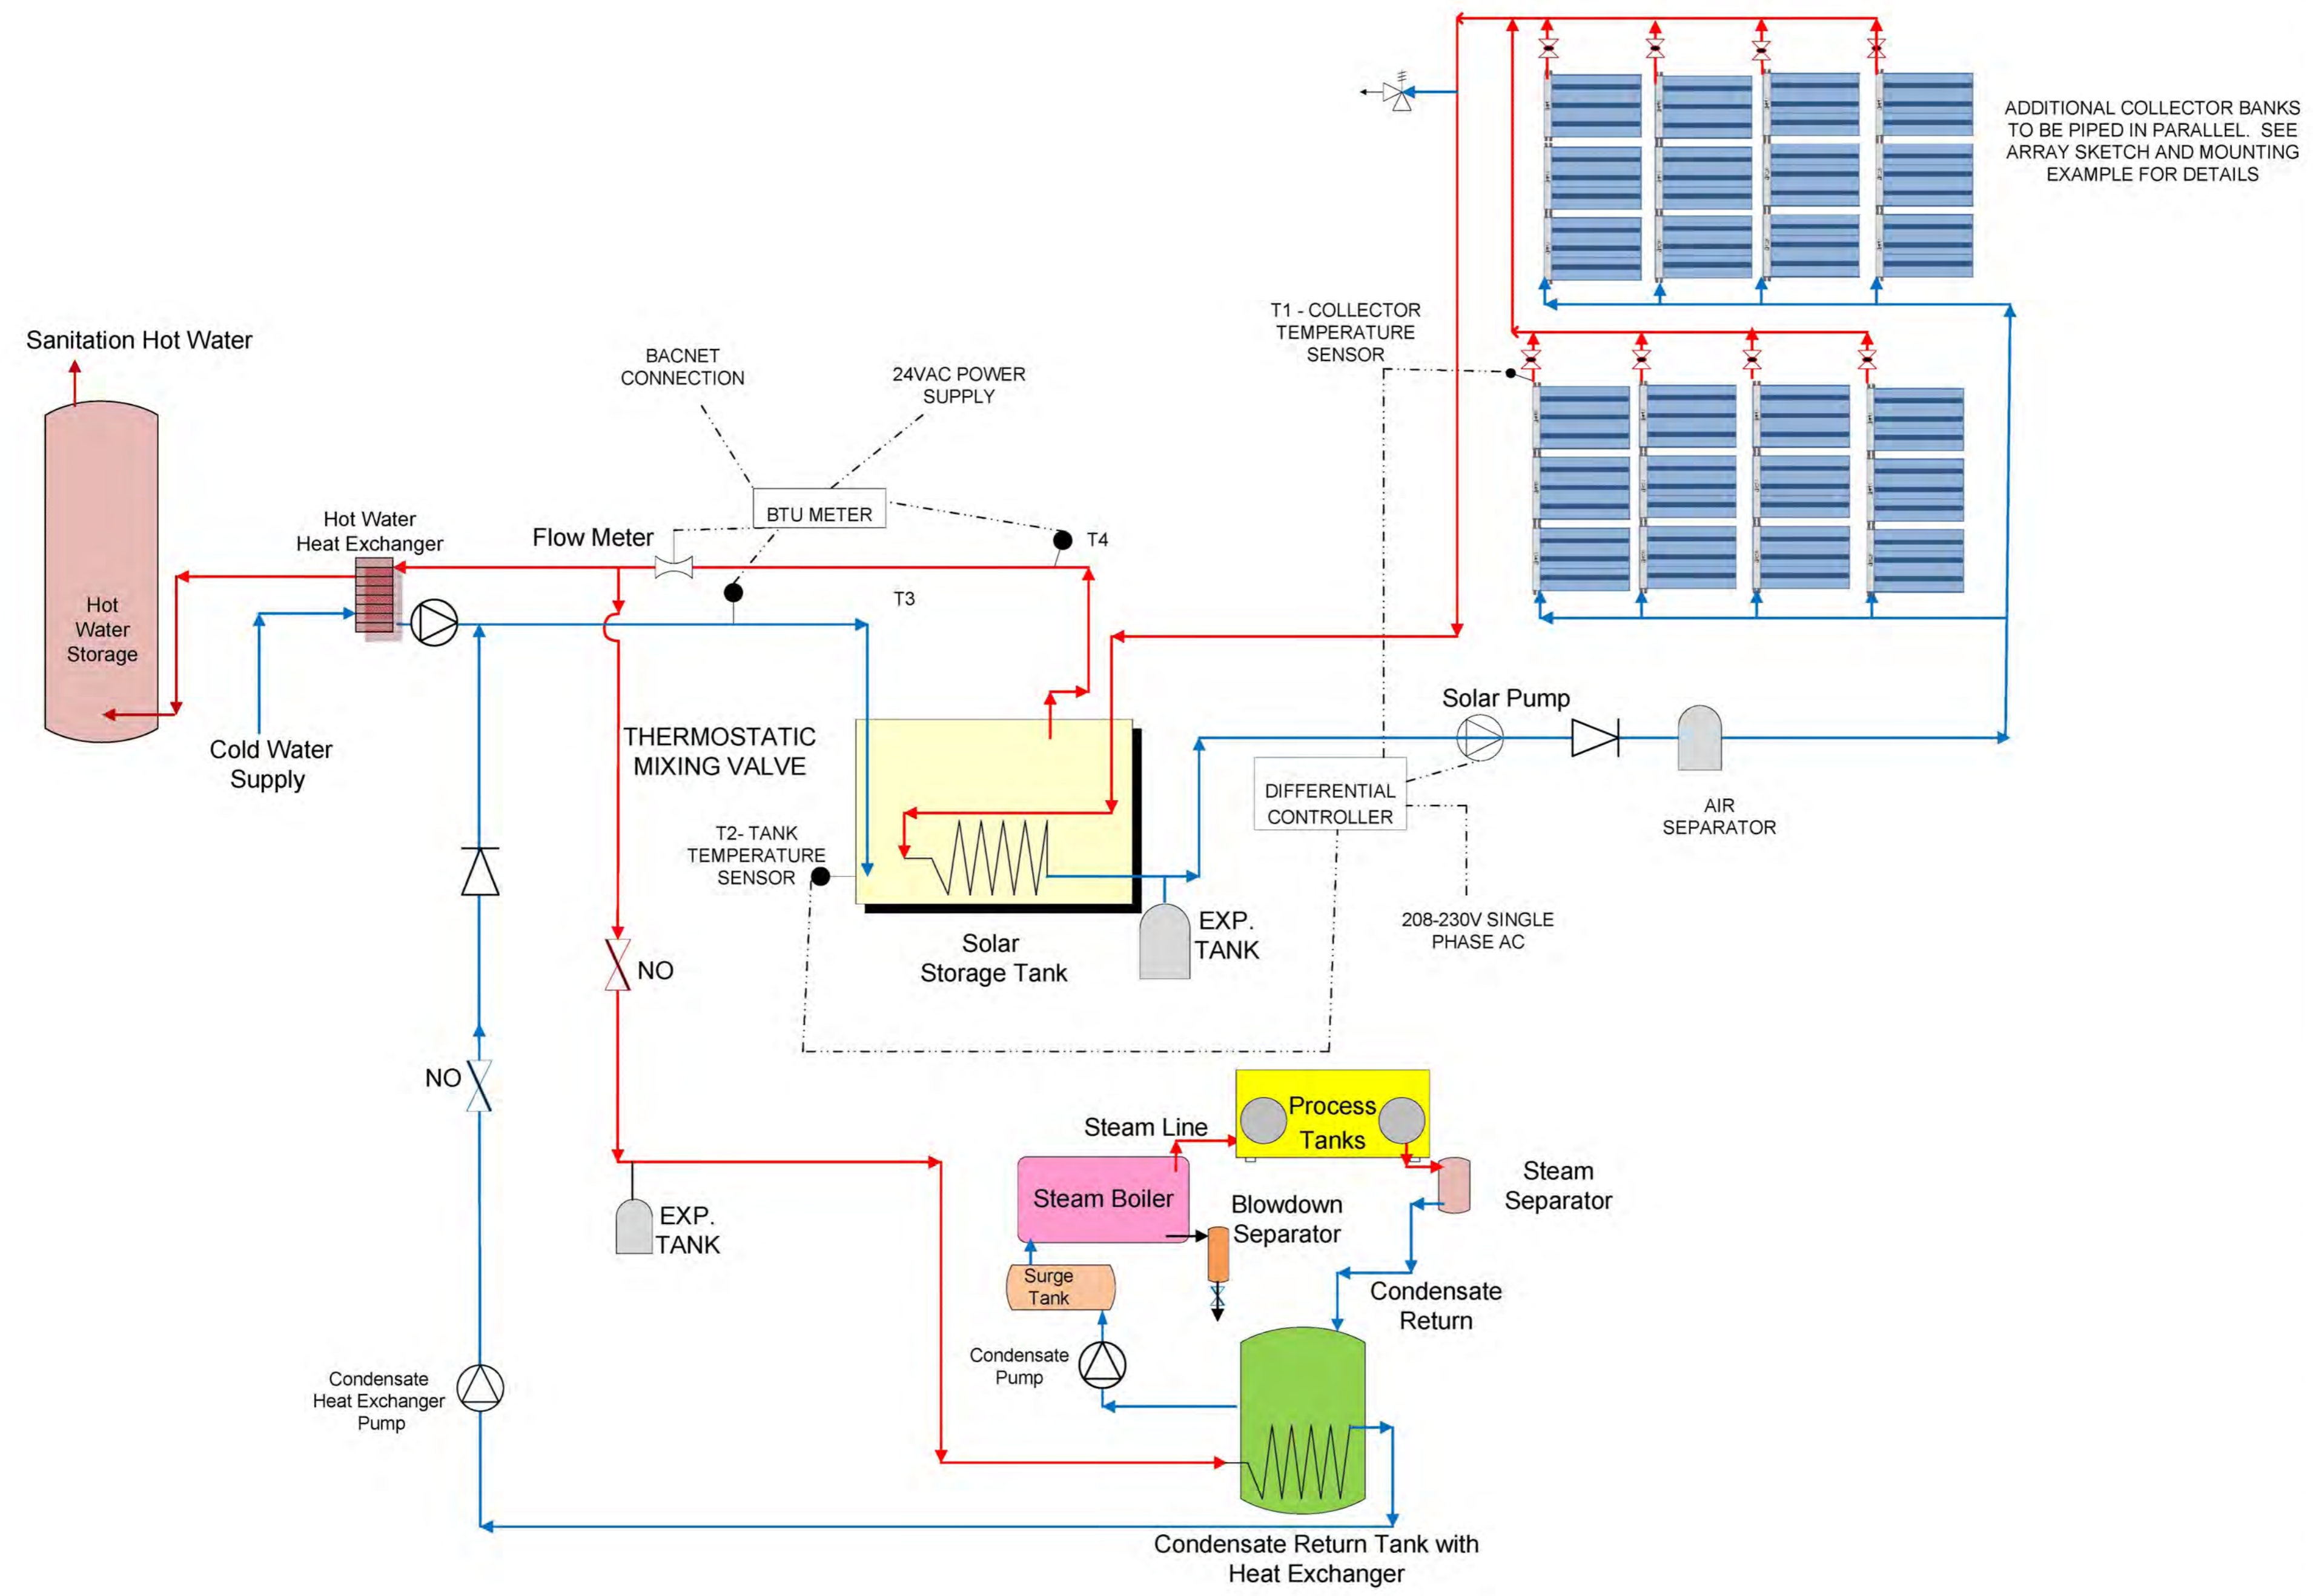 ADDITIONAL COLLECTOR BANKS
TO BE PIPED IN PARALLEL.  SEE
ARRAY SKETCH AND MOUNTING
EXAMPLE FOR DETAILS
T1 - COLLECTOR
TEMPERATURE
SENSOR
Sanitation Hot Water
BACNET
CONNECTION
24VAC POWER
SUPPLY
BTU METER
Hot Water
Heat Exchanger
Flow Meter
T4
T3
Hot
Water
Storage
Cold Water
Supply
THERMOSTATIC
MIXING VALVE
Solar Pump
DIFFERENTIAL
CONTROLLER
AIR
SEPARATOR
T2- TANK
TEMPERATURE
SENSOR
EXP.
TANK
208-230V SINGLE
PHASE AC
Solar
Storage Tank
NO
NO
Process
Tanks
Steam Line
Steam Boiler
Steam
Separator
Blowdown
Separator
EXP.
TANK
Surge
Tank
Condensate
Return
Condensate
Pump
Condensate
Heat Exchanger
Pump
Condensate Return Tank with
Heat Exchanger